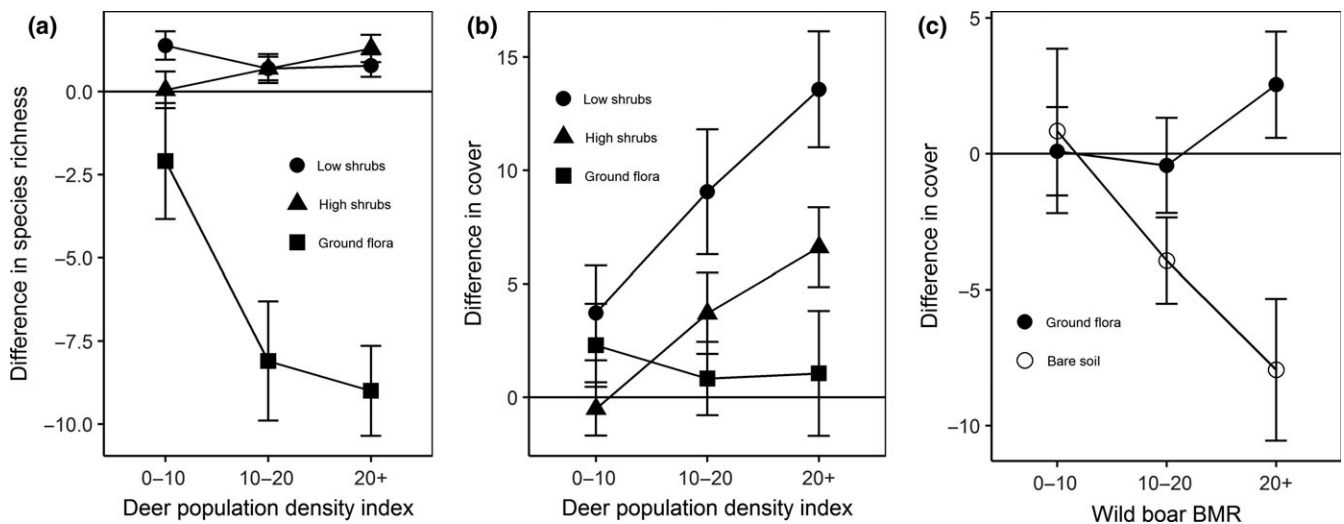 (a)
Difference in species richness
0.0
−2.5
−5.0
−7.5
−10.0
Low shrubs
High shrubs
Ground flora
0–10
10–20
20+
Deer population density index
(b)
Difference in cover
15
10
5
0
Low shrubs
High shrubs
Ground flora
0–10
10–20
20+
Deer population density index
(c)
Difference in cover
5
0
−5
−10
Ground flora
Bare soil
0–10
10–20
20+
Wild boar BMR